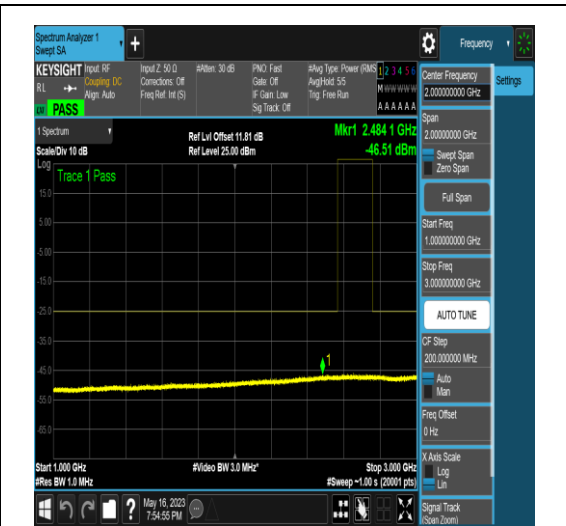 Spectrum Analyzer 1
Swept SA
+
Frequency
KEYSIGHT
Input: RF
Coupling: DC
Align: Auto
Input Z: 50 Ω
Corrections: Off
Freq Ref: Int (S)
#Atten: 30 dB
PNO: Fast
Gate: Off
IF Gain: Low
Sig Track: Off
#Avg Type: Power (RMS
Avg|Hold: 5/5
Trig: Free Run
1 2 3 4 5 6
M W W W W W
A A A A A A
RL
PASS
1 Spectrum
Scale/Div 10 dB
Ref Lvl Offset 11.81 dB
Ref Level 25.00 dBm
Mkr1 2.484 1 GHz
-46.51 dBm
Log
Trace 1 Pass
15.0
5.00
-5.00
-15.0
-25.0
-35.0
-45.0
-55.0
-65.0
1
Start 1.000 GHz
#Res BW 1.0 MHz
#Video BW 3.0 MHz*
Stop 3.000 GHz
#Sweep ~1.00 s (20001 pts)
?
May 16, 2023
7:54:55 PM
Center Frequency
2.000000000 GHz
Span
2.00000000 GHz
Swept Span
Zero Span
Full Span
Start Freq
1.000000000 GHz
Stop Freq
3.000000000 GHz
AUTO TUNE
CF Step
200.000000 MHz
Auto
Man
Freq Offset
0 Hz
X Axis Scale
Log
Lin
Signal Track
(Span Zoom)
Settings